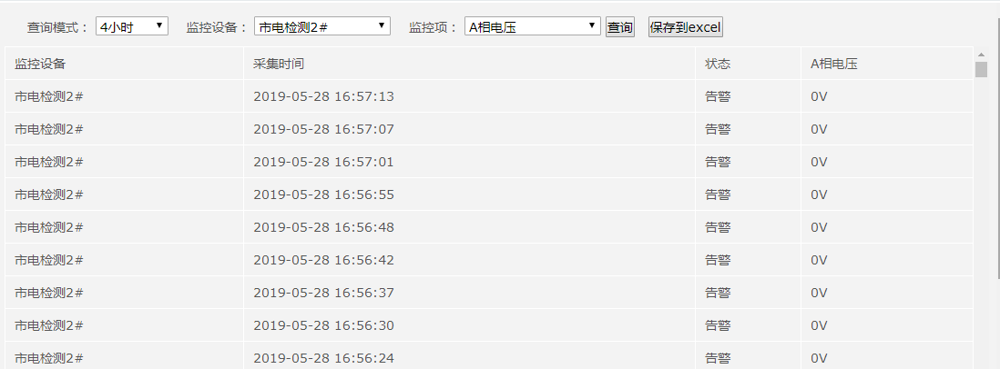 查询模式： 4小时 监控设备： 市电检测2# 监控项： A相电压 查询 保存到excel
监控设备 采集时间 状态 A相电压
市电检测2# 2019-05-28 16:57:13 告警 0V
市电检测2# 2019-05-28 16:57:07 告警 0V
市电检测2# 2019-05-28 16:57:01 告警 0V
市电检测2# 2019-05-28 16:56:55 告警 0V
市电检测2# 2019-05-28 16:56:48 告警 0V
市电检测2# 2019-05-28 16:56:42 告警 0V
市电检测2# 2019-05-28 16:56:37 告警 0V
市电检测2# 2019-05-28 16:56:30 告警 0V
市电检测2# 2019-05-28 16:56:24 告警 0V